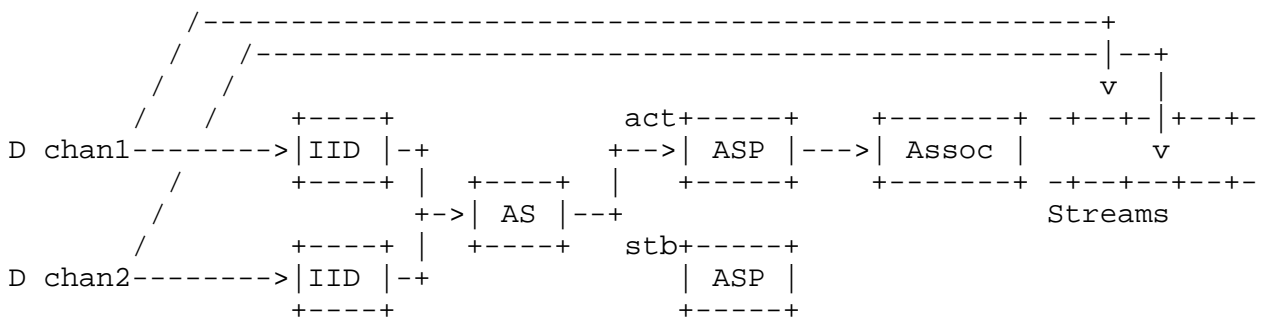 /------------------------------------------------------+
/ /---------------------------------------------------|--+
/ / v |
/ / +----+ act+-----+ +-------+ -+--+-|+--+-
D chan1-------->|IID |-+ +-->| ASP |--->| Assoc | v
/ +----+ | +----+ | +-----+ +-------+ -+--+--+--+-
/ +->| AS |--+ Streams
/ +----+ | +----+ stb+-----+
D chan2-------->|IID |-+ | ASP |
+----+ +-----+